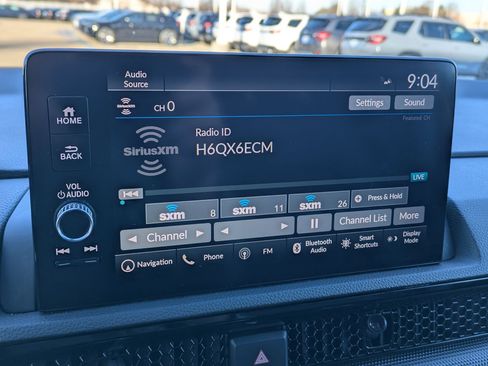 Audio
Source
9:04
SiriusXM
CH 0
Settings
Sound
Featured CH
HOME
BACK
VOL
AUDIO
SiriusXM
Radio ID
H6QX6ECM
LIVE
sxm 8
sxm 11
sxm 26
Press & Hold
Channel
Channel List
More
Navigation
Phone
FM
Bluetooth
Audio
Smart
Shortcuts
Display
Mode